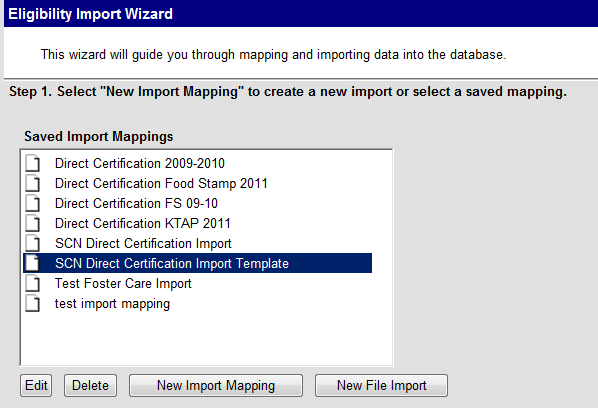 Eligibility Import Wizard
This wizard will guide you through mapping and importing data into the database.
Step 1. Select "New Import Mapping" to create a new import or select a saved mapping.
Saved Import Mappings
Direct Certification 2009-2010
Direct Certification Food Stamp 2011
Direct Certification FS 09-10
Direct Certification KTAP 2011
SCN Direct Certification Import
SCN Direct Certification Import Template
Test Foster Care Import
test import mapping
Edit Delete New Import Mapping New File Import